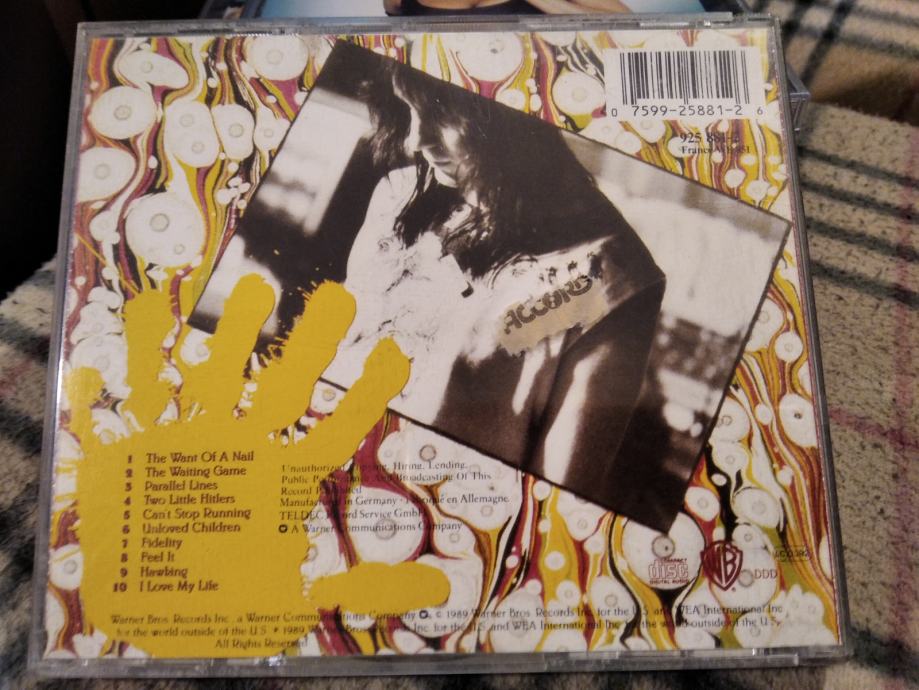 0 7599-25881-2 6
925 881-2
France
ACCORD
1 The Want Of A Nail
2 The Waiting Game
3 Parallel Lines
4 Two Little Hitlers
5 Can't Stop Running
6 Unloved Children
7 Fidelity
8 Feel It
9 Hawking
10 I Love My Life
Unauthorized Hiring, Lending,
Public And Broadcasting Of This
Record
Manufactured in Germany · en Allemagne.
TELDEC Record Service GmbH
A Warner Communications Company
COMPACT
disc
DIGITAL AUDIO
WB
DDD
LC 0392
Warner Bros. Records Inc., a Warner Communications Company ℗, © 1989 Warner Bros. Records Inc. for the U.S. and WEA International Inc.
for the world outside of the U.S. ® 1989 Warner Bros. Records Inc. for the U.S. and WEA International Inc. for the world outside of the U.S.
All Rights Reserved